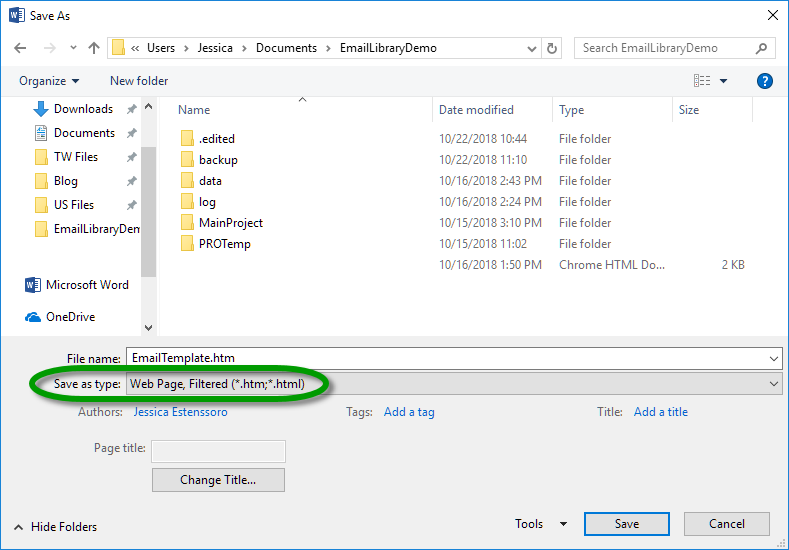 Save As
« Users > Jessica > Documents > EmailLibraryDemo
Search EmailLibraryDemo
Organize
New folder
?
Name
Date modified
Type
Size
Downloads
Documents
TW Files
Blog
US Files
EmailLibraryDem
Microsoft Word
OneDrive
.edited 10/22/2018 10:44 File folder
backup 10/22/2018 11:10 File folder
data 10/16/2018 2:43 PM File folder
log 10/16/2018 2:24 PM File folder
MainProject 10/15/2018 3:10 PM File folder
PROTemp 10/15/2018 11:02 File folder
10/16/2018 1:50 PM Chrome HTML Do... 2 KB
File name: EmailTemplate.htm
Save as type: Web Page, Filtered (*.htm;*.html)
Authors: Jessica Estenssoro
Tags: Add a tag
Title: Add a title
Page title:
Change Title...
Hide Folders
Tools
Save
Cancel